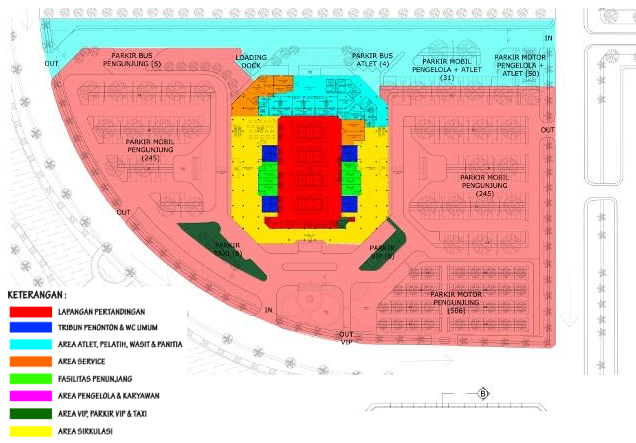 IN
PARKIR BUS
PENGUNJUNG (5)
LOADING
DOCK
PARKIR BUS
ATLET (4)
PARKIR MOBIL
PENGELOLA + ATLET
(31)
PARKIR MOTOR
PENGELOLA +
ATLET (50)
OUT
OUT
PARKIR MOBIL
PENGUNJUNG
(245)
PARKIR MOBIL
PENGUNJUNG
(245)
OUT
PARKIR
TAXI (9)
PARKIR
VIP (8)
PARKIR MOTOR
PENGUNJUNG
(506)
IN
OUT
VIP
KETERANGAN :
LAPANGAN PERTANDINGAN
TRIBUN PENONTON & WC UMUM
AREA ATLET, PELATIH, WASIT & PANITIA
AREA SERVICE
FASILITAS PENUNJANG
AREA PENGELOLA & KARYAWAN
AREA VIP, PARKIR VIP & TAXI
AREA SIRKULASI
B